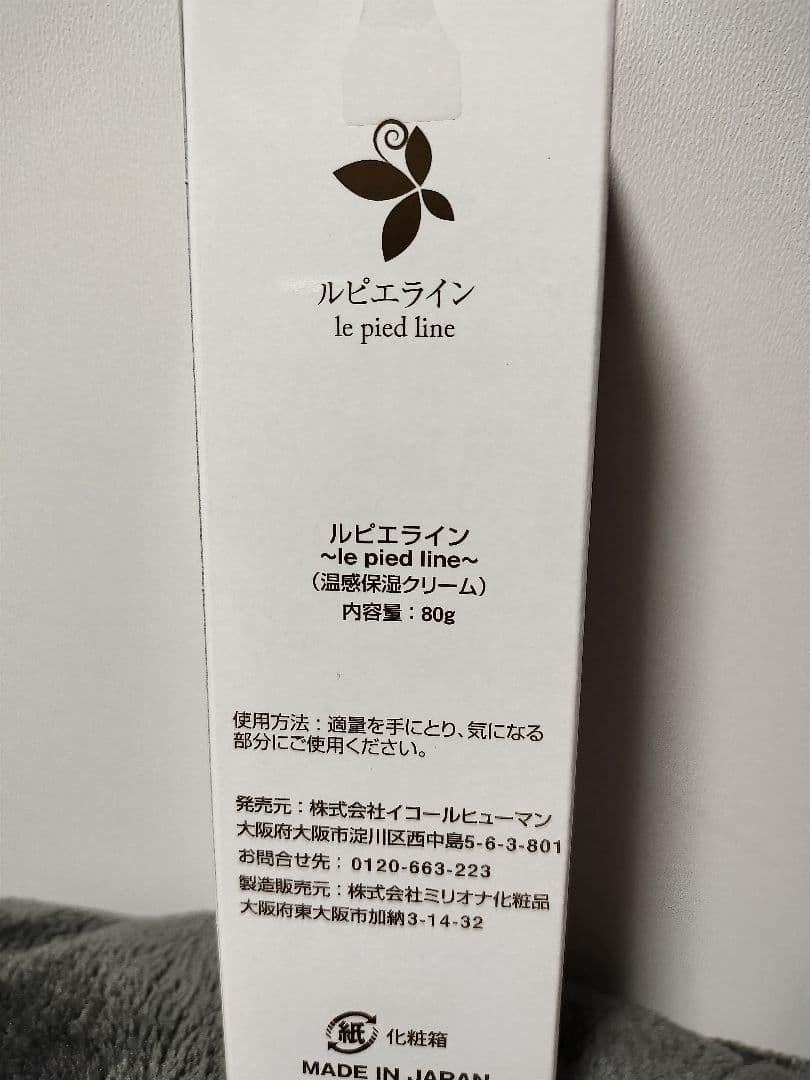 ルピエライン
le pied line
ルピエライン
~le pied line~
（温感保湿クリーム）
内容量：80g
使用方法：適量を手にとり、気になる
部分にご使用ください。
発売元：株式会社イコールヒューマン
大阪府大阪市淀川区西中島5-6-3-801
お問合せ先：0120-663-223
製造販売元：株式会社ミリオナ化粧品
大阪府東大阪市加納3-14-32
紙 化粧箱
MADE IN JAPAN